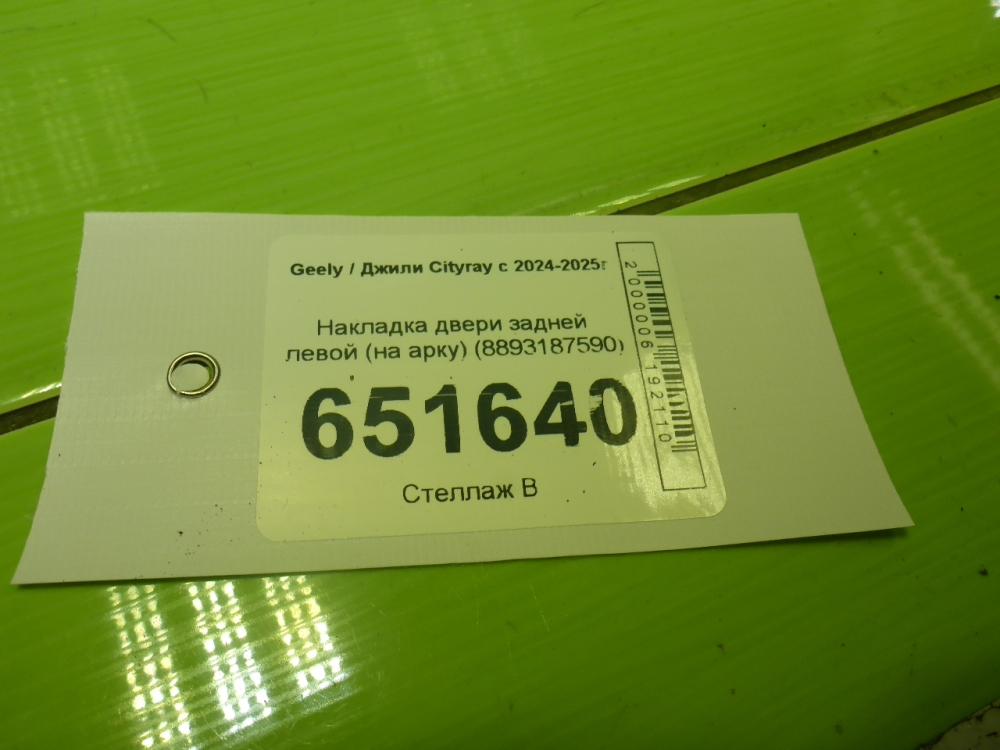 Geely / Джили Cityray с 2024-2025г
Накладка двери задней
левой (на арку) (8893187590)
651640
Стеллаж В
2000006192110